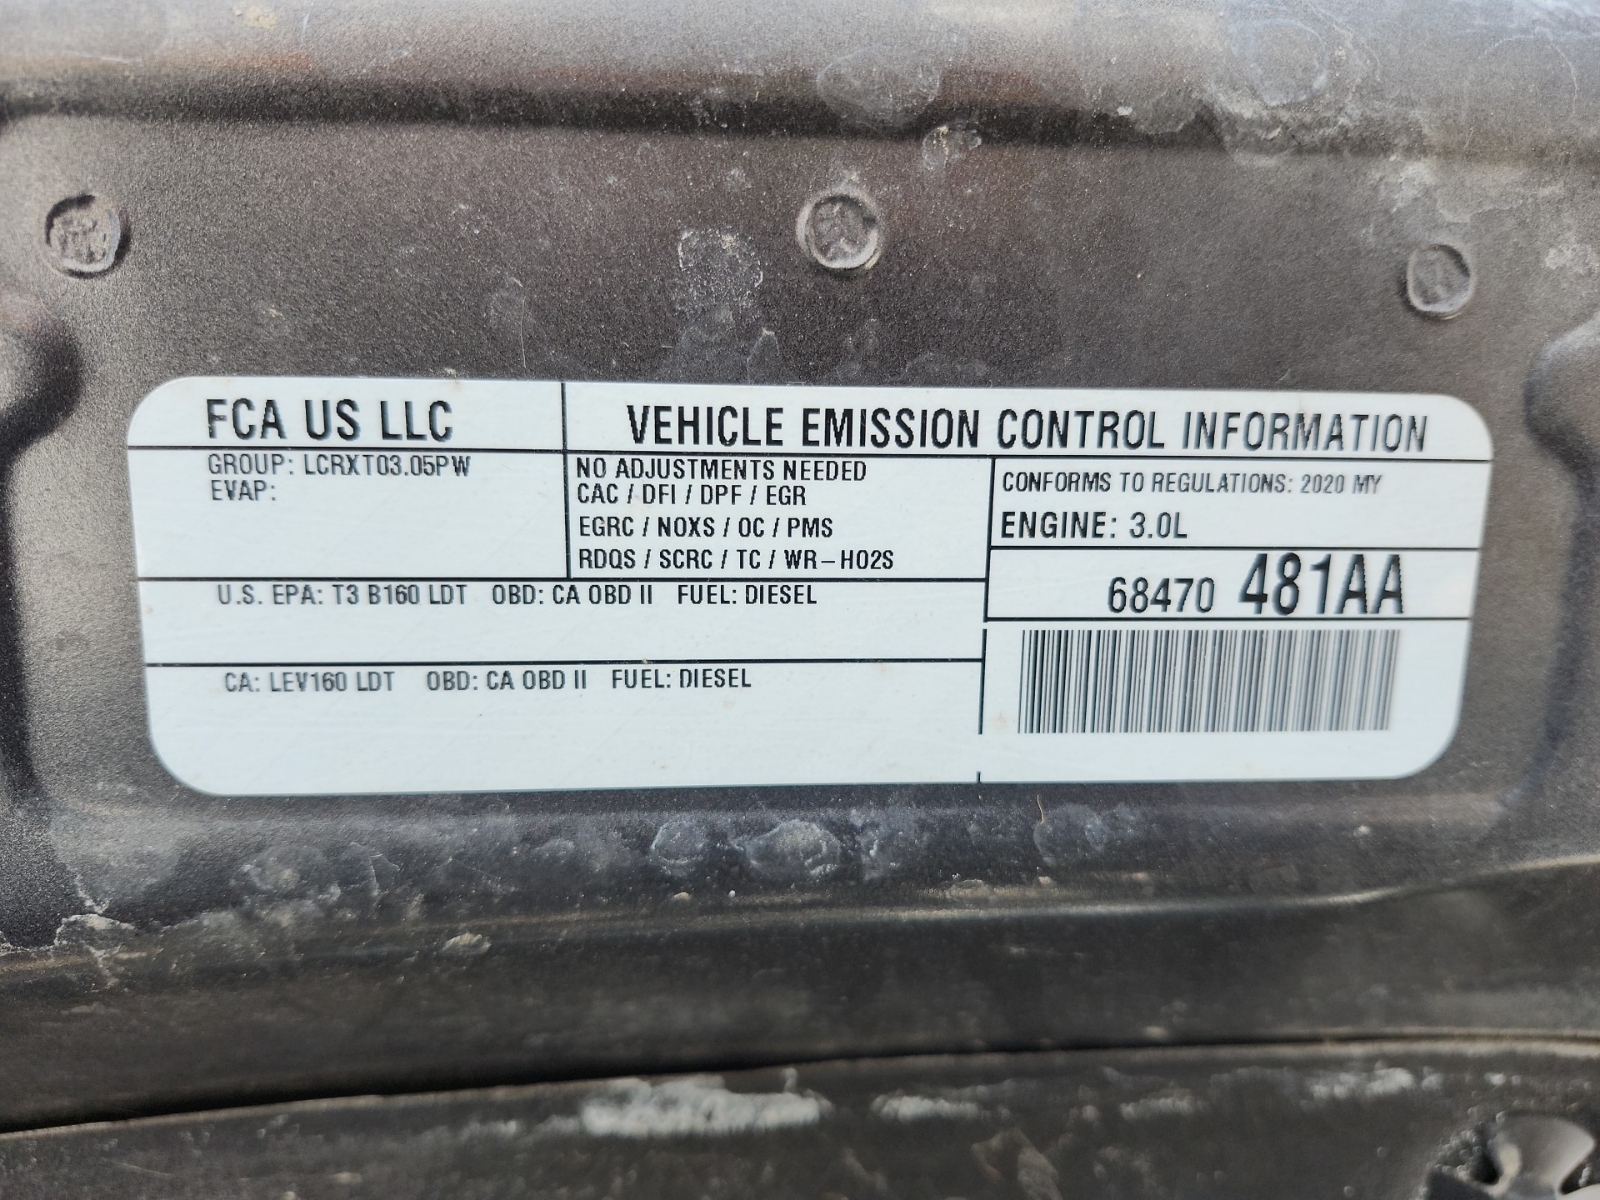 FCA US LLC
VEHICLE EMISSION CONTROL INFORMATION
GROUP: LCRXT03.05PW
EVAP:
NO ADJUSTMENTS NEEDED
CAC / DFI / DPF / EGR
EGRC / NOXS / OC / PMS
RDQS / SCRC / TC / WR-HO2S
CONFORMS TO REGULATIONS: 2020 MY
ENGINE: 3.0L
68470 481AA
U.S. EPA: T3 B160 LDT OBD: CA OBD II FUEL: DIESEL
CA: LEV160 LDT OBD: CA OBD II FUEL: DIESEL